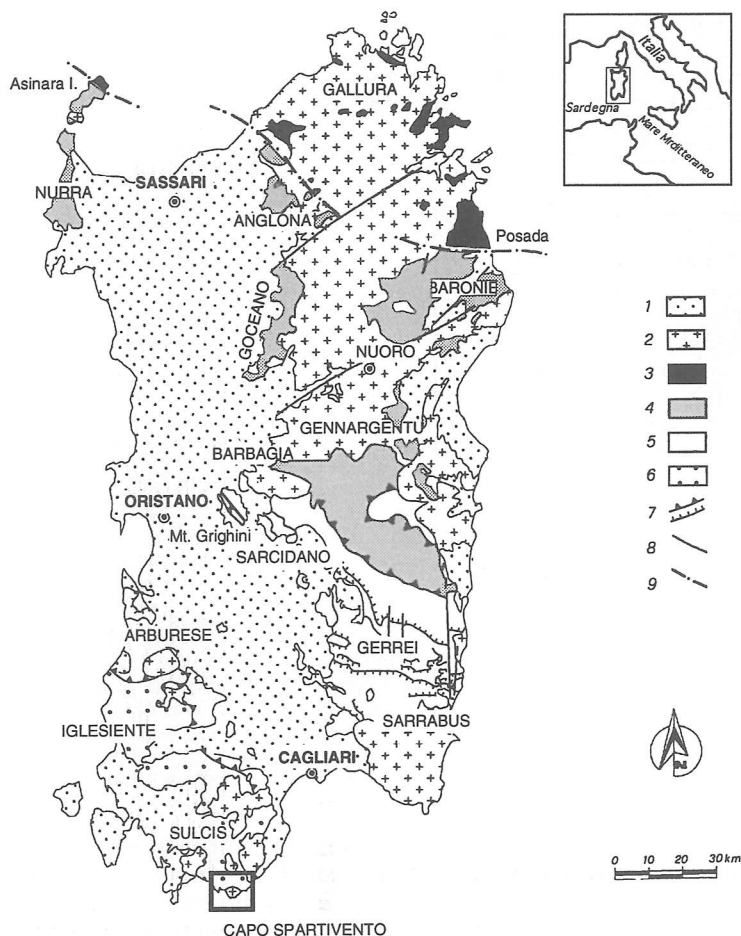 Asinara I.
GALLURA
Italia
Sardegna
Mare Mrditteraneo
NURRA
SASSARI
ANGLONA
Posada
BARONIE
GOCEANO
NUORO
GENNARGENTU
BARBAGIA
ORISTANO
Mt. Grighini
SARCIDANO
ARBURESE
GERREI
IGLESIENTE
SARRABUS
CAGLIARI
SULCIS
CAPO SPARTIVENTO
1
2
3
4
5
6
7
8
9
N
0 10 20 30 km